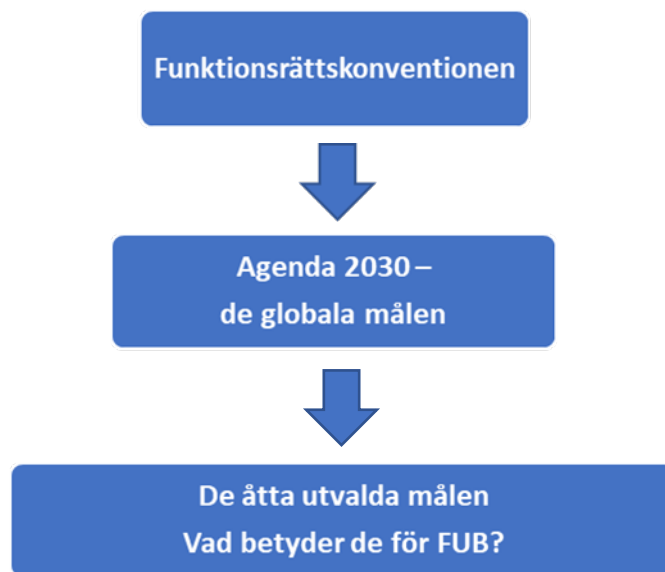 Funktionsrättskonventionen
Agenda 2030 –
de globala målen
De åtta utvalda målen
Vad betyder de för FUB?